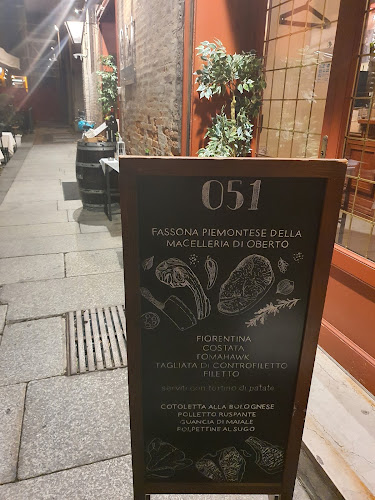 051
FASSONA PIEMONTESE DELLA
MACELLERIA DI OBERTO
FIORENTINA
COSTATA
TOMAHAWK
TAGLIATA DI CONTROFILETTO
FILETTO
serviti con tortino di patate
COTOLETTA ALLA BOLOGNESE
POLLETTO RUSPANTE
GUANCIA DI MAIALE
POLPETTINE AL SUGO